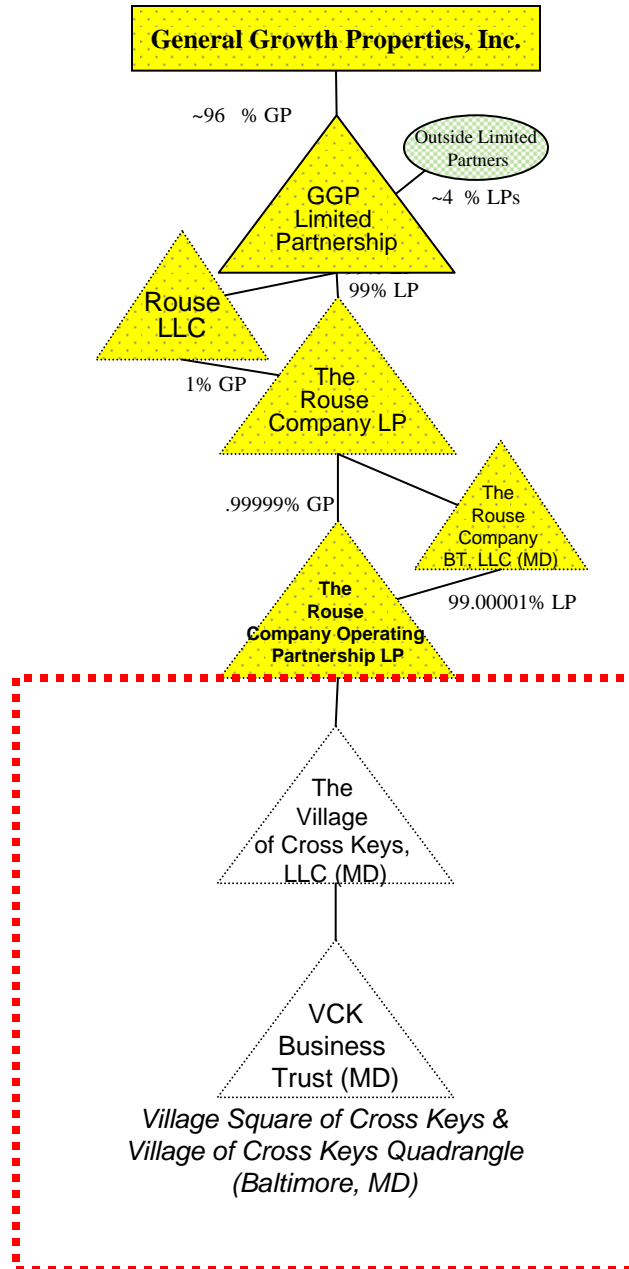 General Growth Properties, Inc.
~96 % GP
Outside Limited
Partners
GGP
Limited
Partnership
~4 % LPs
99% LP
Rouse
LLC
1% GP
The
Rouse
Company LP
.99999% GP
The
Rouse
Company
BT, LLC (MD)
99.00001% LP
The
Rouse
Company Operating
Partnership LP
The
Village
of Cross Keys,
LLC (MD)
VCK
Business
Trust (MD)
Village Square of Cross Keys &
Village of Cross Keys Quadrangle
(Baltimore, MD)